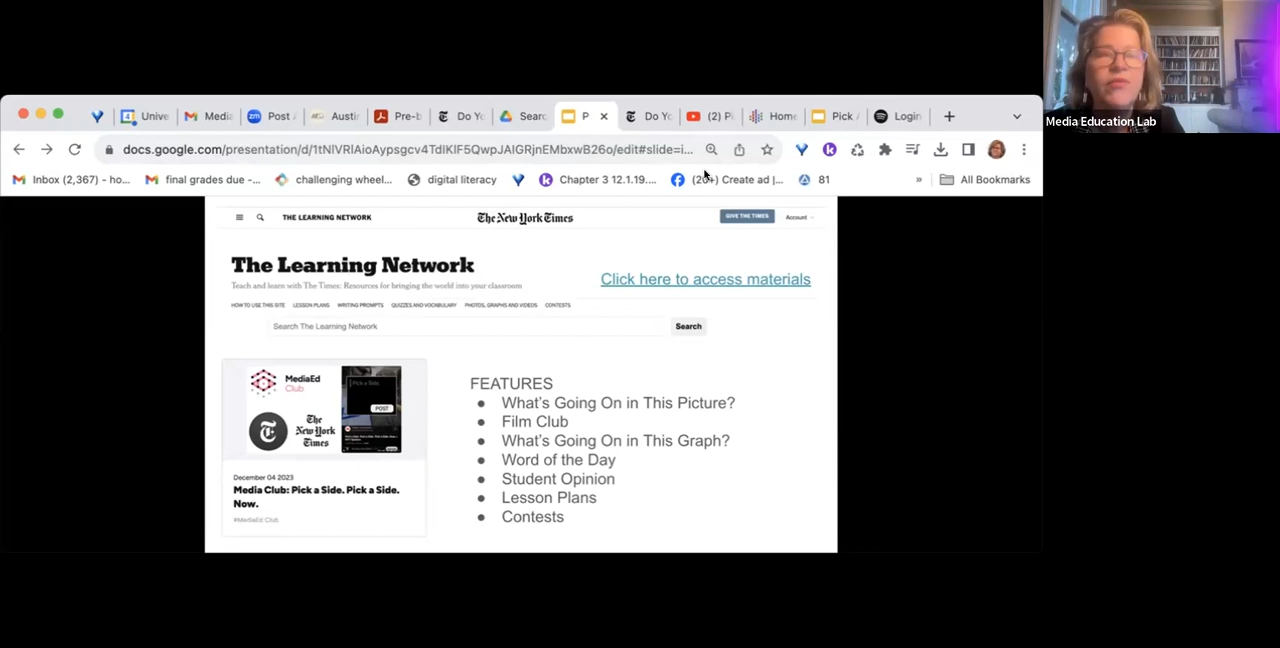 Media Education Lab
Unive
Media
Post A
Austi
Pre-b
Do Yo
Searc
P
Do Yo
(2) Pi
Home
Pick A
Login
docs.google.com/presentation/d/1tNIVRIAioAypsgcv4TdIKIF5QwpJAIGRjnEMbxwB26o/edit#slide=i...
Inbox (2,367) - ho...
final grades due -...
challenging wheel...
digital literacy
Chapter 3 12.1.19....
(20+) Create ad |...
81
»
All Bookmarks
THE LEARNING NETWORK
The New York Times
GIVE THE TIMES
Account
The Learning Network
Teach and learn with The Times: Resources for bringing the world into your classroom
Click here to access materials
HOW TO USE THIS SITE LESSON PLANS WRITING PROMPTS QUIZZES AND VOCABULARY PHOTOS, GRAPHS AND VIDEOS CONTESTS
Search The Learning Network
Search
MediaEd
Club
Pick a Side
POST
The
New York
Times
December 04 2023
Media Club: Pick a Side. Pick a Side.
Now.
#MediaEd Club
FEATURES
● What's Going On in This Picture?
● Film Club
● What's Going On in This Graph?
● Word of the Day
● Student Opinion
● Lesson Plans
● Contests